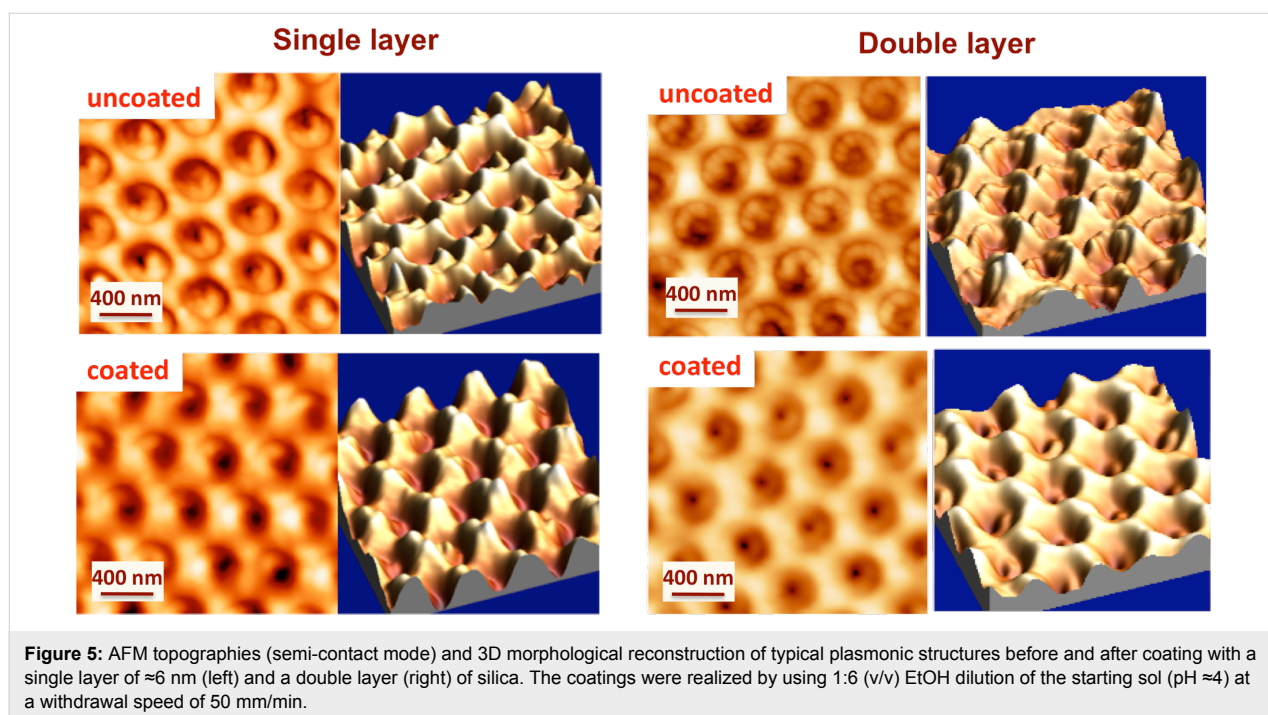 Single layer
Double layer
uncoated
400 nm
uncoated
400 nm
coated
400 nm
coated
400 nm
Figure 5: AFM topographies (semi-contact mode) and 3D morphological reconstruction of typical plasmonic structures before and after coating with a
single layer of ≈6 nm (left) and a double layer (right) of silica. The coatings were realized by using 1:6 (v/v) EtOH dilution of the starting sol (pH ≈4) at
a withdrawal speed of 50 mm/min.